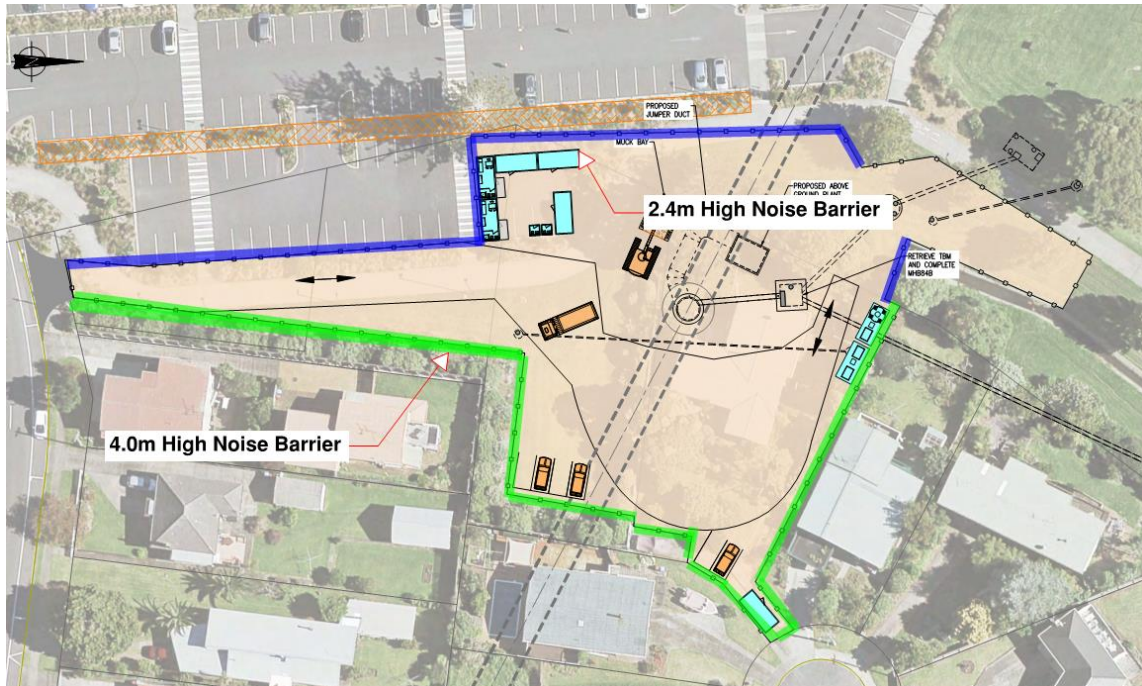 PROPOSED
JUMPER DUCT
MUCK BAY
PROPOSED ABOVE
GROUND PLANT
2.4m High Noise Barrier
RETRIEVE TBM
AND COMPLETE
MHB84B
4.0m High Noise Barrier